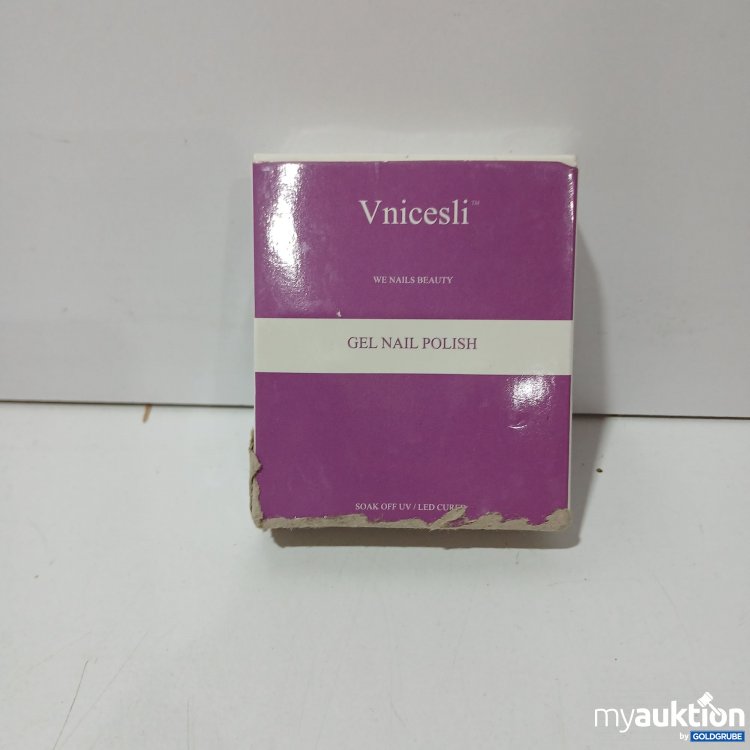 Vnicesli™
WE NAILS BEAUTY
GEL NAIL POLISH
SOAK OFF UV / LED CURED
myauktion
by GOLDGRUBE